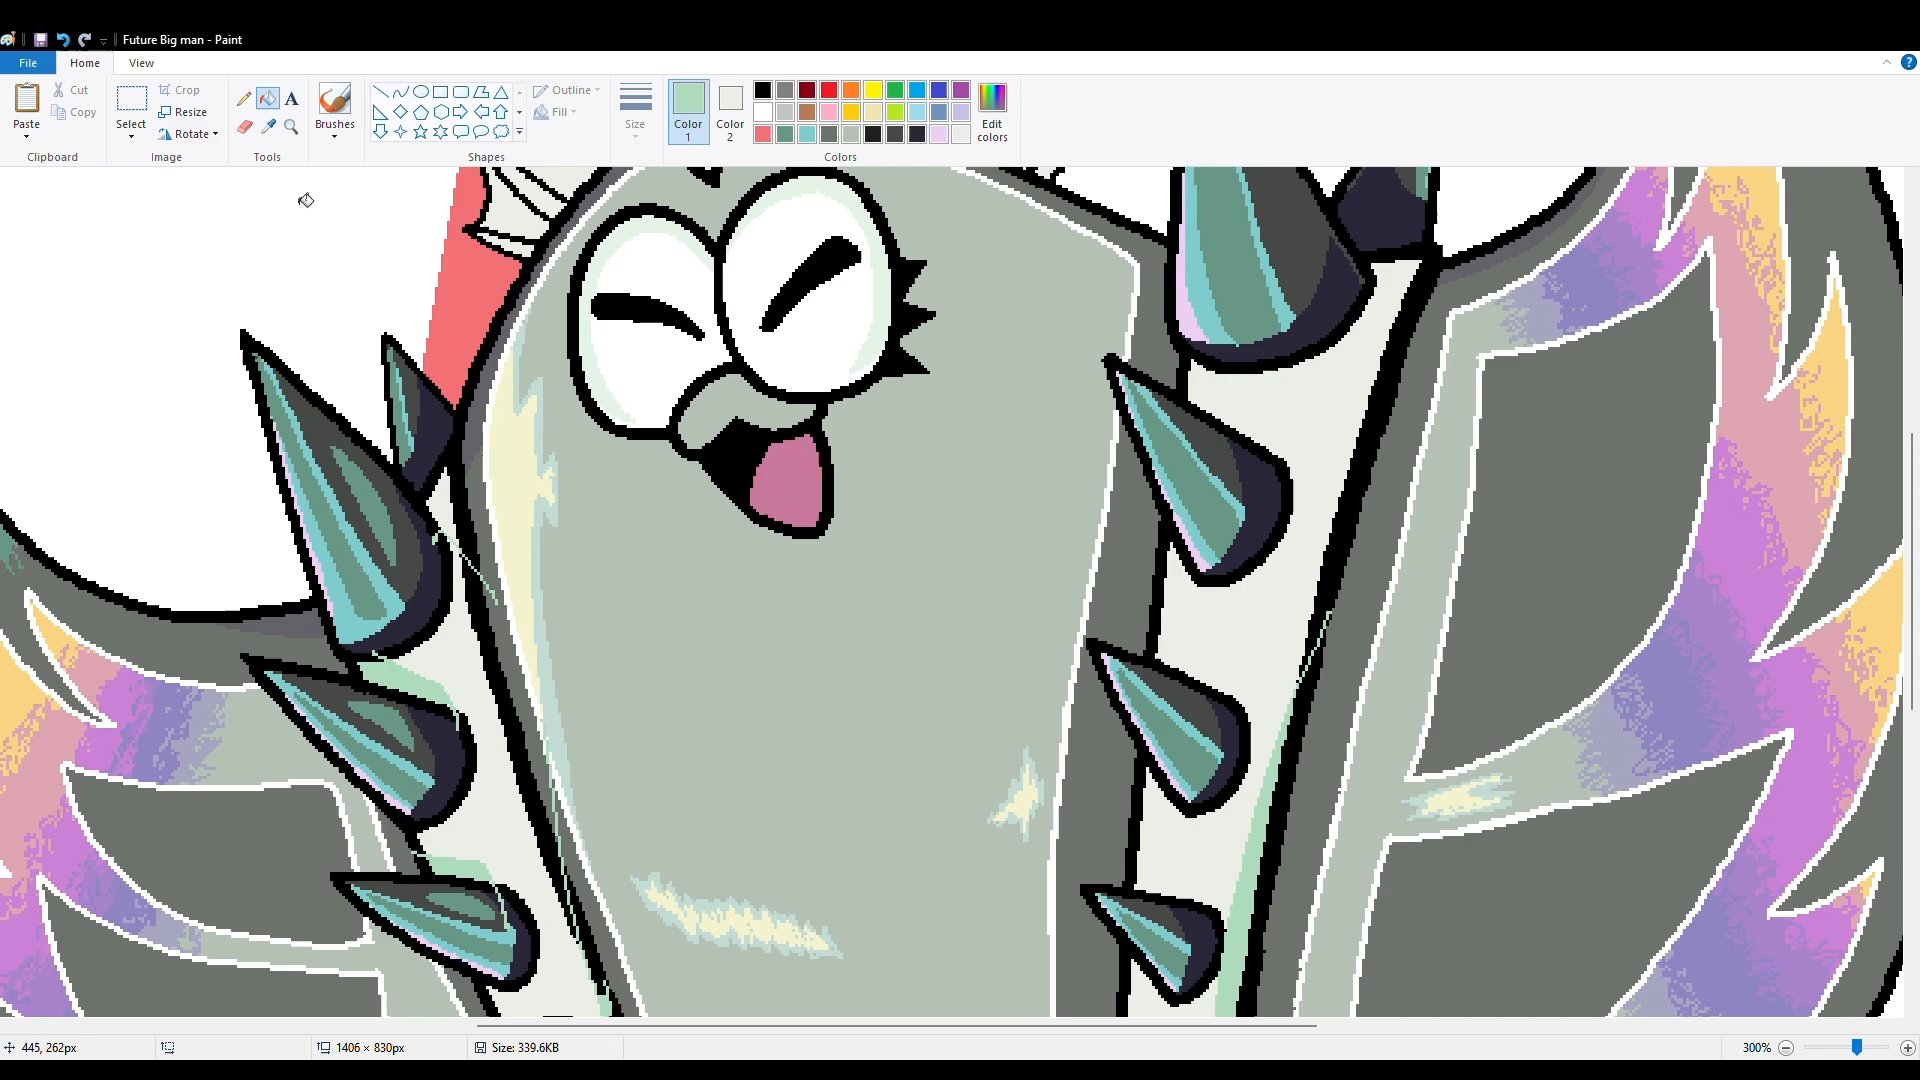 Future Big man - Paint
File Home View
Paste
Cut
Copy
Clipboard
Select
Crop
Resize
Rotate
Image
A
Tools
Brushes
Shapes
Outline
Fill
Size
Color 1
Color 2
Edit colors
Colors
445, 262px
1406 × 830px
Size: 339.6KB
300%